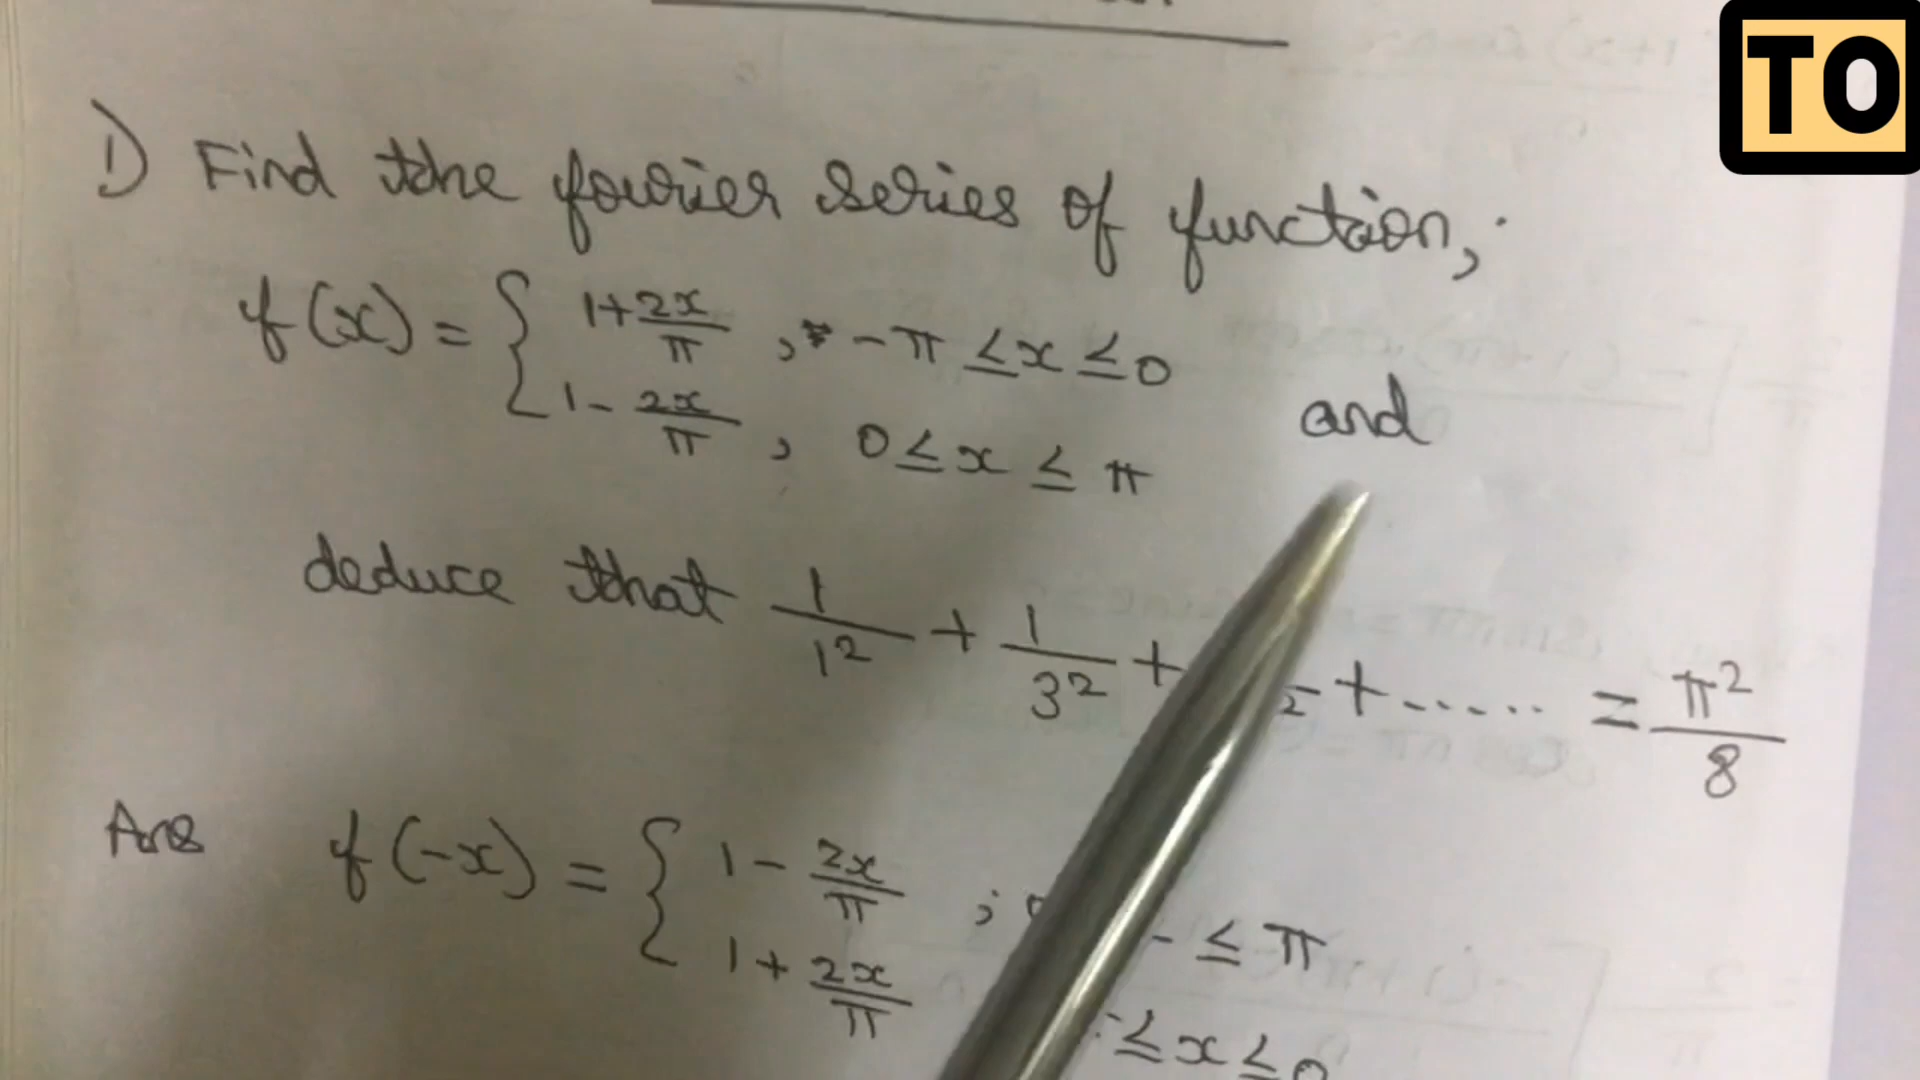 TO
1) Find the fourier series of function,
f(x) = { 1+2x/π , -π ≤ x ≤ 0
1 - 2x/π , 0 ≤ x ≤ π
and
deduce that 1/1² + 1/3² + + ..... = π²/8
Ans f(-x) = { 1 - 2x/π ; ≤ π
1 + 2x/π ≤ x ≤ 0